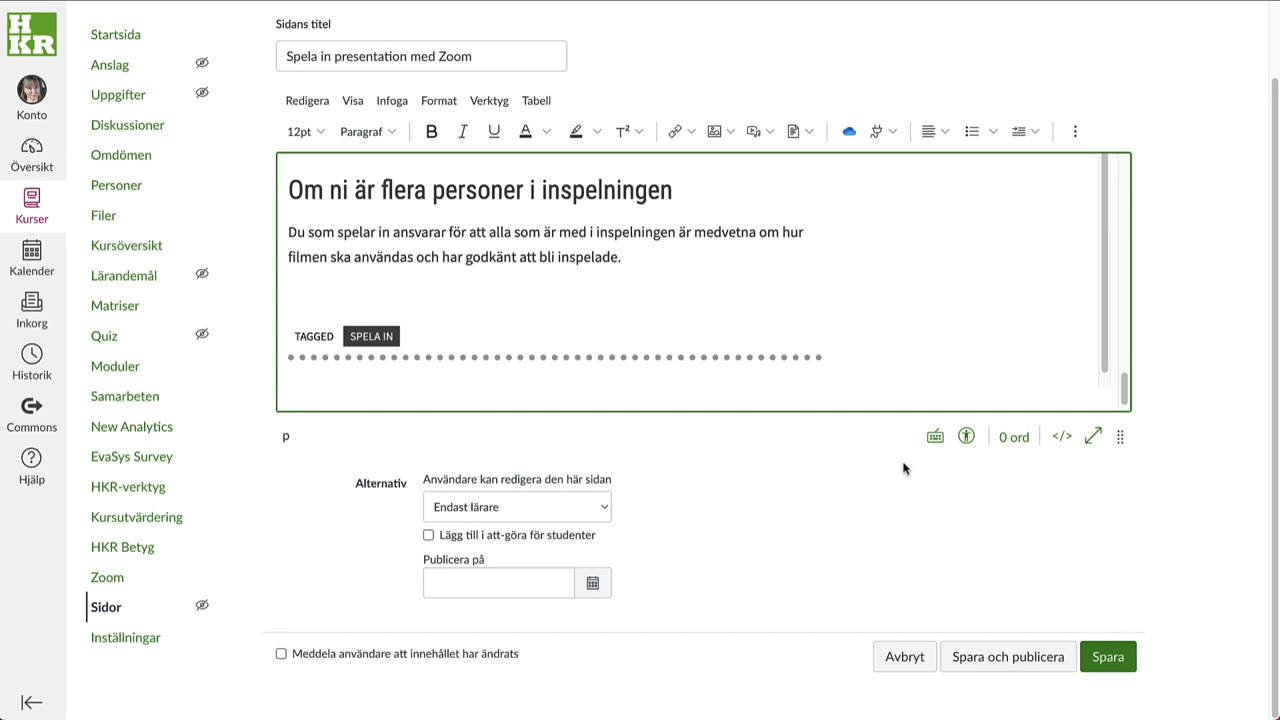 HKR
Konto
Översikt
Kurser
Kalender
Inkorg
Historik
Commons
Hjälp
Startsida
Anslag
Uppgifter
Diskussioner
Omdömen
Personer
Filer
Kursöversikt
Lärandemål
Matriser
Quiz
Moduler
Samarbeten
New Analytics
EvaSys Survey
HKR-verktyg
Kursutvärdering
HKR Betyg
Zoom
Sidor
Inställningar
Sidans titel
Spela in presentation med Zoom
Redigera Visa Infoga Format Verktyg Tabell
12pt Paragraf B I U A T²
Om ni är flera personer i inspelningen
Du som spelar in ansvarar för att alla som är med i inspelningen är medvetna om hur
filmen ska användas och har godkänt att bli inspelade.
TAGGED SPELA IN
p 0 ord </>
Alternativ Användare kan redigera den här sidan
Endast lärare
Lägg till i att-göra för studenter
Publicera på
Meddela användare att innehållet har ändrats
Avbryt Spara och publicera Spara